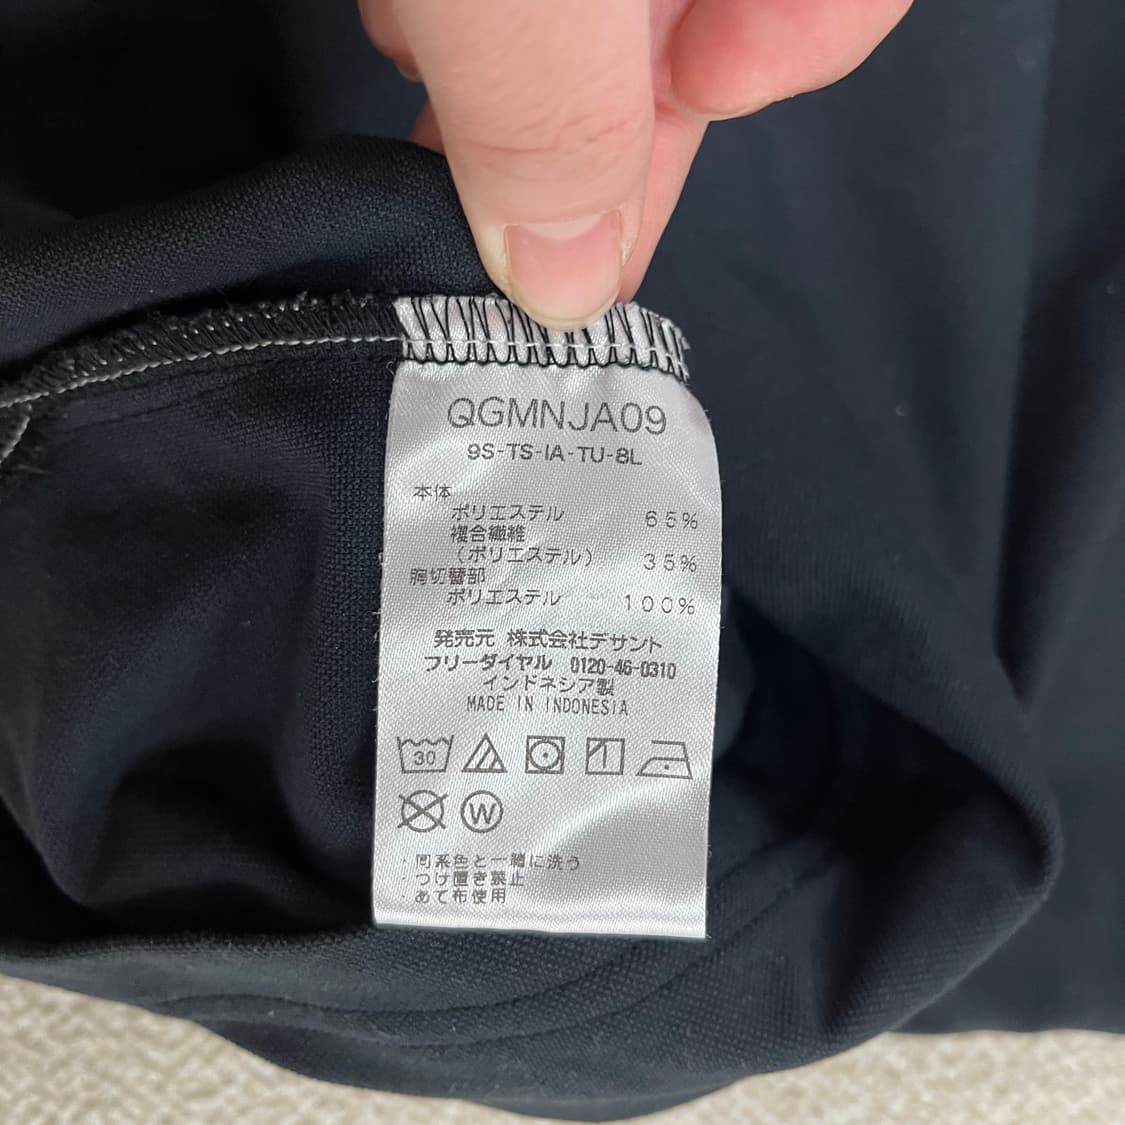 QGMNJA09
9S-TS-IA-TU-8L
本体
ポリエステル 65%
複合繊維
(ポリエステル) 35%
胸切替部
ポリエステル 100%
発売元 株式会社デサント
フリーダイヤル 0120-46-0310
インドネシア製
MADE IN INDONESIA
30
W
・同系色と一緒に洗う
・つけ置き禁止
・あて布使用